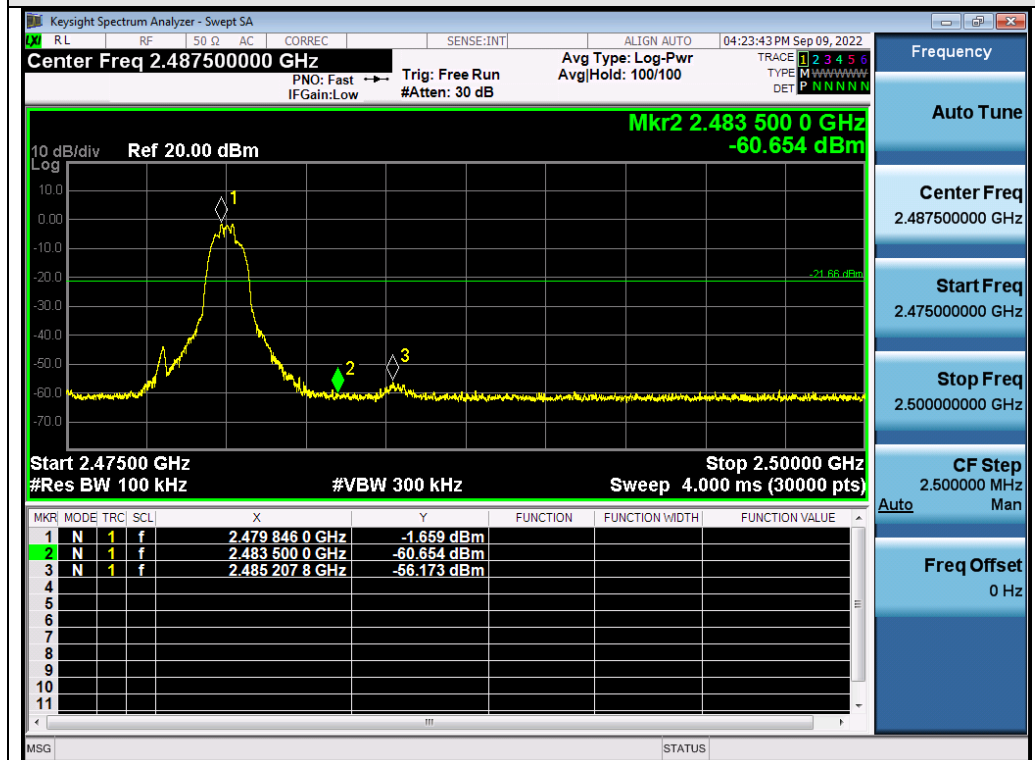 Keysight Spectrum Analyzer - Swept SA
LXI RL RF 50 Ω AC CORREC SENSE:INT ALIGN AUTO 04:23:43 PM Sep 09, 2022
Center Freq 2.487500000 GHz
PNO: Fast
IFGain:Low
Trig: Free Run
#Atten: 30 dB
Avg Type: Log-Pwr
Avg|Hold: 100/100
TRACE 1 2 3 4 5 6
TYPE M WWWWW
DET P N N N N N
Mkr2 2.483 500 0 GHz
-60.654 dBm
10 dB/div Ref 20.00 dBm
Log
10.0
0.00
-10.0
-20.0
-30.0
-40.0
-50.0
-60.0
-70.0
1
-21.66 dBm
2
3
Start 2.47500 GHz Stop 2.50000 GHz
#Res BW 100 kHz #VBW 300 kHz Sweep 4.000 ms (30000 pts)
MKR MODE TRC SCL X Y FUNCTION FUNCTION WIDTH FUNCTION VALUE
1 N 1 f 2.479 846 0 GHz -1.659 dBm
2 N 1 f 2.483 500 0 GHz -60.654 dBm
3 N 1 f 2.485 207 8 GHz -56.173 dBm
4
5
6
7
8
9
10
11
MSG STATUS
Frequency
Auto Tune
Center Freq
2.487500000 GHz
Start Freq
2.475000000 GHz
Stop Freq
2.500000000 GHz
CF Step
2.500000 MHz
Auto Man
Freq Offset
0 Hz